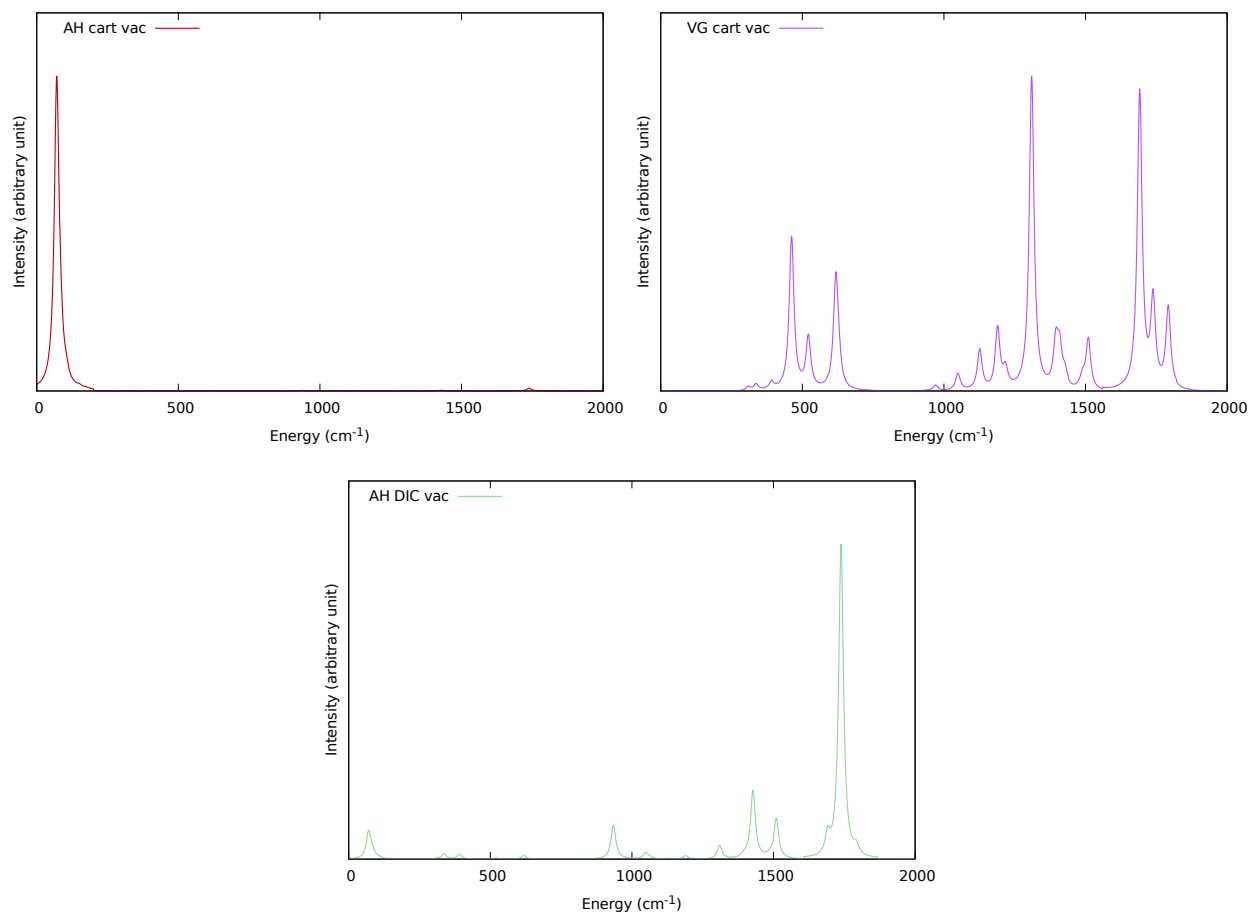 AH cart vac
Intensity (arbitrary unit)
0 500 1000 1500 2000
Energy (cm-1)
VG cart vac
Intensity (arbitrary unit)
0 500 1000 1500 2000
Energy (cm-1)
AH DIC vac
Intensity (arbitrary unit)
0 500 1000 1500 2000
Energy (cm-1)